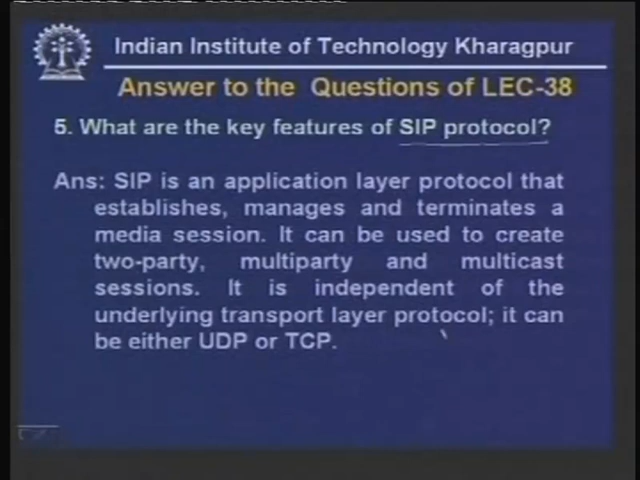 Indian Institute of Technology Kharagpur
Answer to the Questions of LEC-38
5. What are the key features of SIP protocol?
Ans: SIP is an application layer protocol that
establishes, manages and terminates a
media session. It can be used to create
two-party, multiparty and multicast
sessions. It is independent of the
underlying transport layer protocol; it can
be either UDP or TCP.